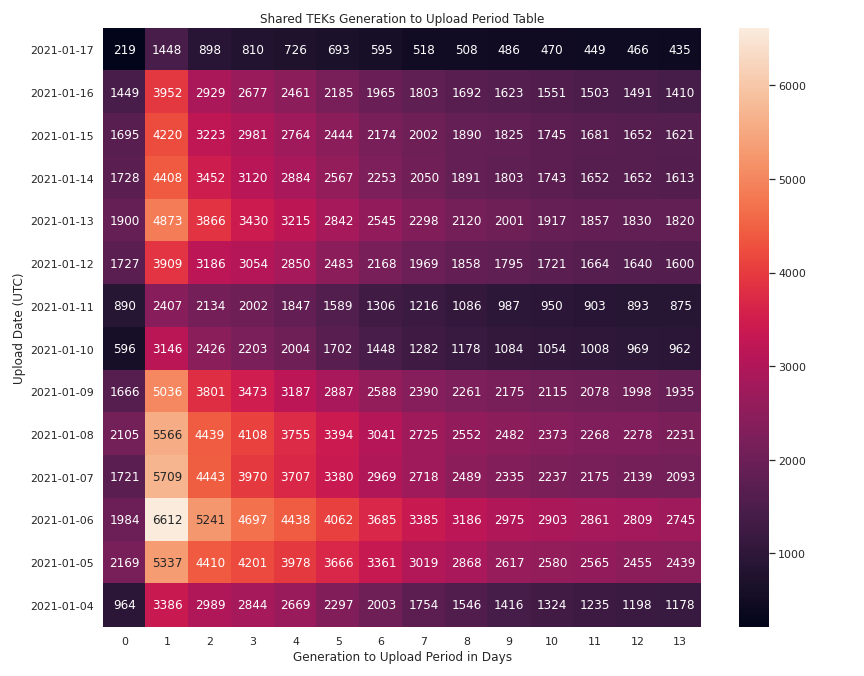 Shared TEKs Generation to Upload Period Table
Upload Date (UTC)
2021-01-17 219 1448 898 810 726 693 595 518 508 486 470 449 466 435
2021-01-16 1449 3952 2929 2677 2461 2185 1965 1803 1692 1623 1551 1503 1491 1410
2021-01-15 1695 4220 3223 2981 2764 2444 2174 2002 1890 1825 1745 1681 1652 1621
2021-01-14 1728 4408 3452 3120 2884 2567 2253 2050 1891 1803 1743 1652 1652 1613
2021-01-13 1900 4873 3866 3430 3215 2842 2545 2298 2120 2001 1917 1857 1830 1820
2021-01-12 1727 3909 3186 3054 2850 2483 2168 1969 1858 1795 1721 1664 1640 1600
2021-01-11 890 2407 2134 2002 1847 1589 1306 1216 1086 987 950 903 893 875
2021-01-10 596 3146 2426 2203 2004 1702 1448 1282 1178 1084 1054 1008 969 962
2021-01-09 1666 5036 3801 3473 3187 2887 2588 2390 2261 2175 2115 2078 1998 1935
2021-01-08 2105 5566 4439 4108 3755 3394 3041 2725 2552 2482 2373 2268 2278 2231
2021-01-07 1721 5709 4443 3970 3707 3380 2969 2718 2489 2335 2237 2175 2139 2093
2021-01-06 1984 6612 5241 4697 4438 4062 3685 3385 3186 2975 2903 2861 2809 2745
2021-01-05 2169 5337 4410 4201 3978 3666 3361 3019 2868 2617 2580 2565 2455 2439
2021-01-04 964 3386 2989 2844 2669 2297 2003 1754 1546 1416 1324 1235 1198 1178
0 1 2 3 4 5 6 7 8 9 10 11 12 13
Generation to Upload Period in Days
6000
5000
4000
3000
2000
1000